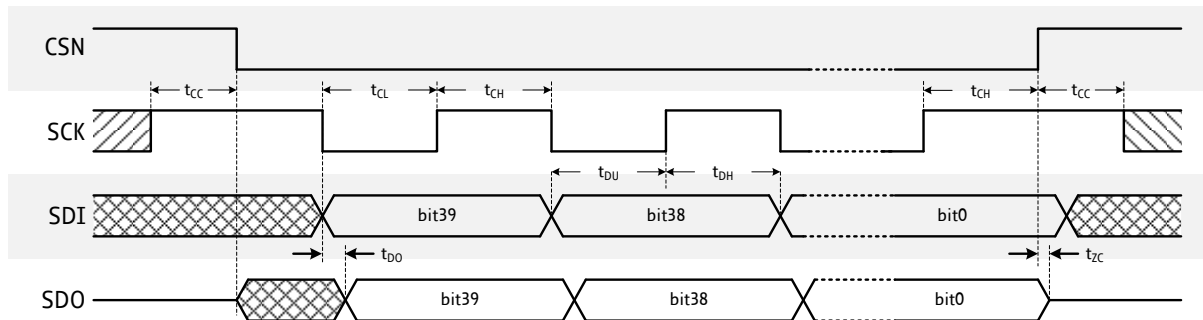 CSN
tCC tCL tCH tCH tCC
SCK
tDU tDH
SDI bit39 bit38 bit0
tDO tZC
SDO bit39 bit38 bit0